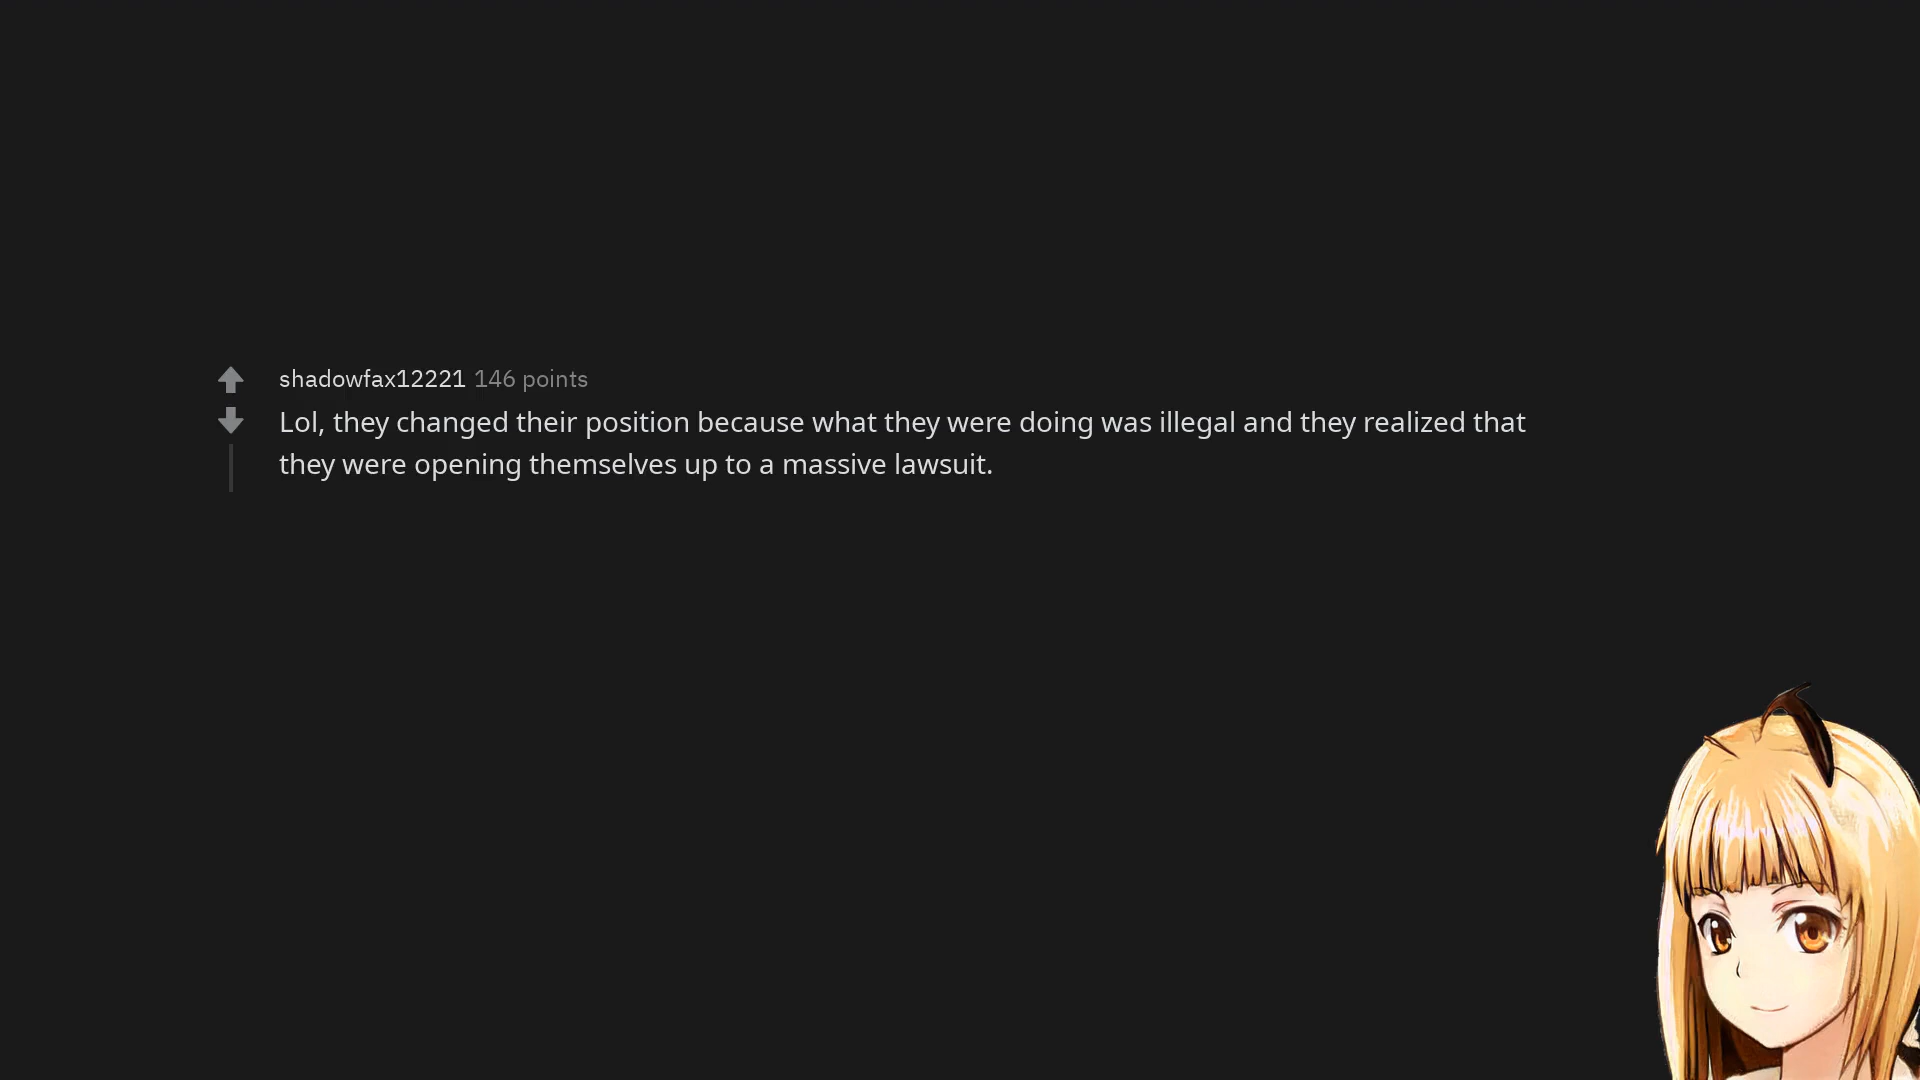 shadowfax12221 146 points
Lol, they changed their position because what they were doing was illegal and they realized that
they were opening themselves up to a massive lawsuit.